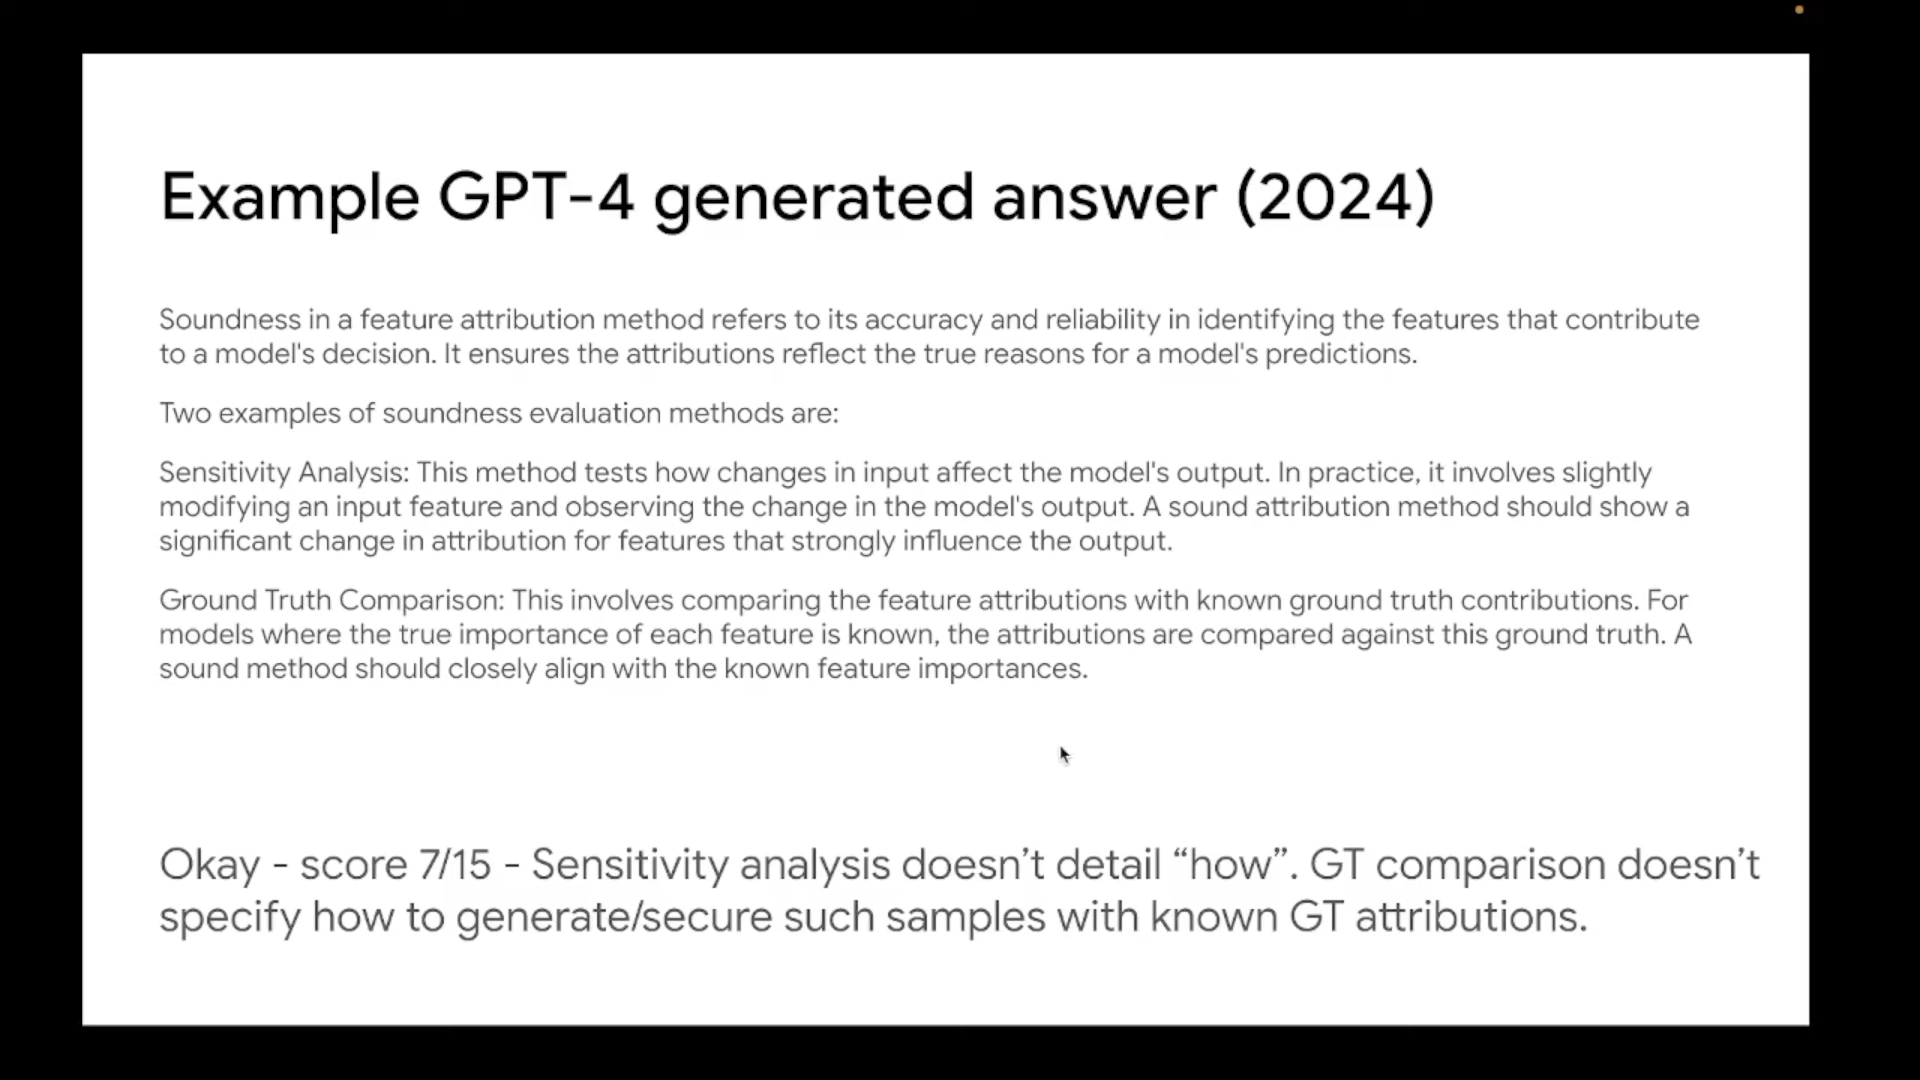 Example GPT-4 generated answer (2024)
Soundness in a feature attribution method refers to its accuracy and reliability in identifying the features that contribute
to a model's decision. It ensures the attributions reflect the true reasons for a model's predictions.
Two examples of soundness evaluation methods are:
Sensitivity Analysis: This method tests how changes in input affect the model's output. In practice, it involves slightly
modifying an input feature and observing the change in the model's output. A sound attribution method should show a
significant change in attribution for features that strongly influence the output.
Ground Truth Comparison: This involves comparing the feature attributions with known ground truth contributions. For
models where the true importance of each feature is known, the attributions are compared against this ground truth. A
sound method should closely align with the known feature importances.
Okay - score 7/15 - Sensitivity analysis doesn’t detail “how”. GT comparison doesn’t
specify how to generate/secure such samples with known GT attributions.